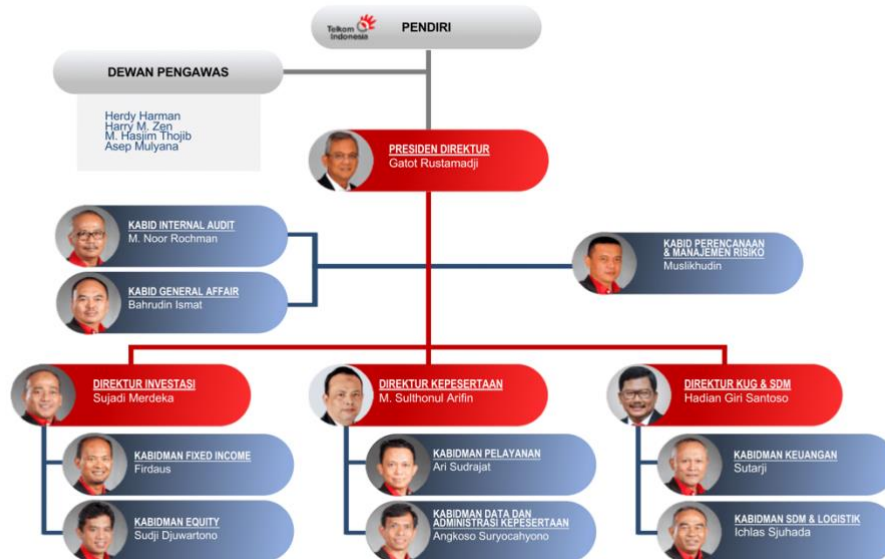 Telkom
Indonesia
PENDIRI
DEWAN PENGAWAS
Herdy Harman
Harry M. Zen
M. Hasjim Thojib
Asep Mulyana
PRESIDEN DIREKTUR
Gatot Rustamadji
KABID INTERNAL AUDIT
M. Noor Rochman
KABID PERENCANAAN
& MANAJEMEN RISIKO
Muslikhudin
KABID GENERAL AFFAIR
Bahrudin Ismat
DIREKTUR INVESTASI
Sujadi Merdeka
DIREKTUR KEPESERTAAN
M. Sulthonul Arifin
DIREKTUR KUG & SDM
Hadian Giri Santoso
KABIDMAN FIXED INCOME
Firdaus
KABIDMAN PELAYANAN
Ari Sudrajat
KABIDMAN KEUANGAN
Sutarji
KABIDMAN EQUITY
Sudji Djuwartono
KABIDMAN DATA DAN
ADMINISTRASI KEPESERTAAN
Angkoso Suryocahyono
KABIDMAN SDM & LOGISTIK
Ichlas Sjuhada